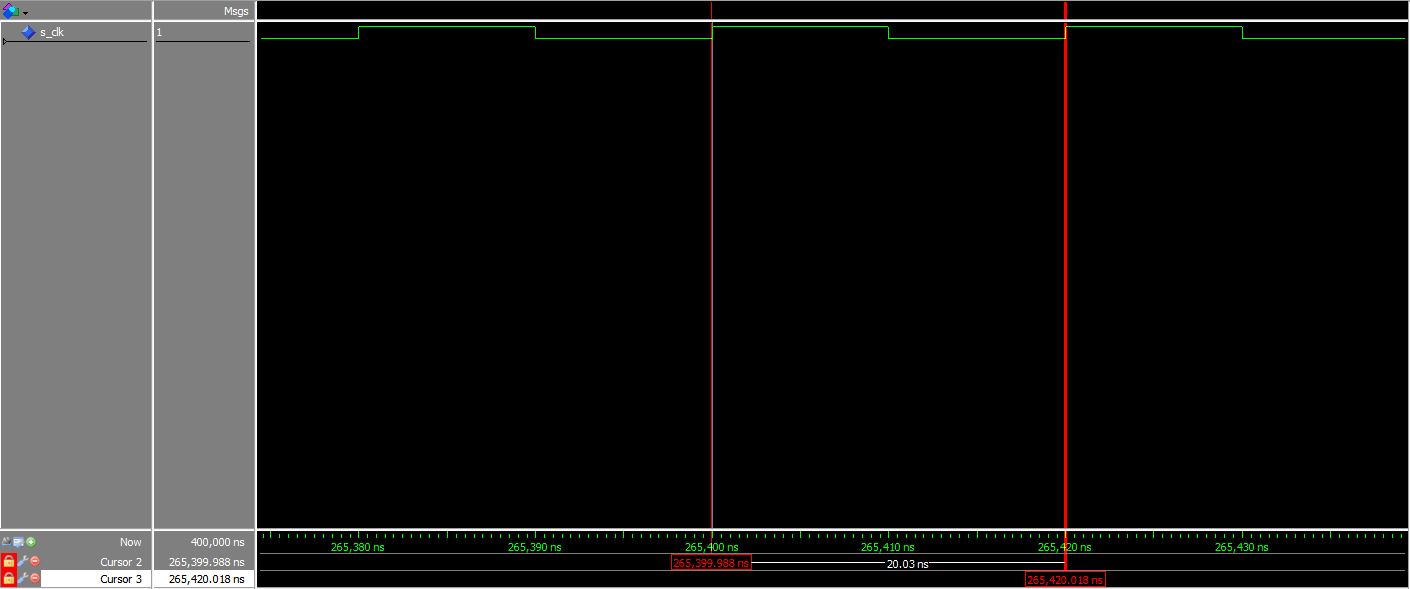 Msgs
s_clk 1
Now 400,000 ns 265,380 ns 265,390 ns 265,400 ns 265,410 ns 265,420 ns 265,430 ns
Cursor 2 265,399.988 ns 265,399.988 ns 20.03 ns
Cursor 3 265,420.018 ns 265,420.018 ns